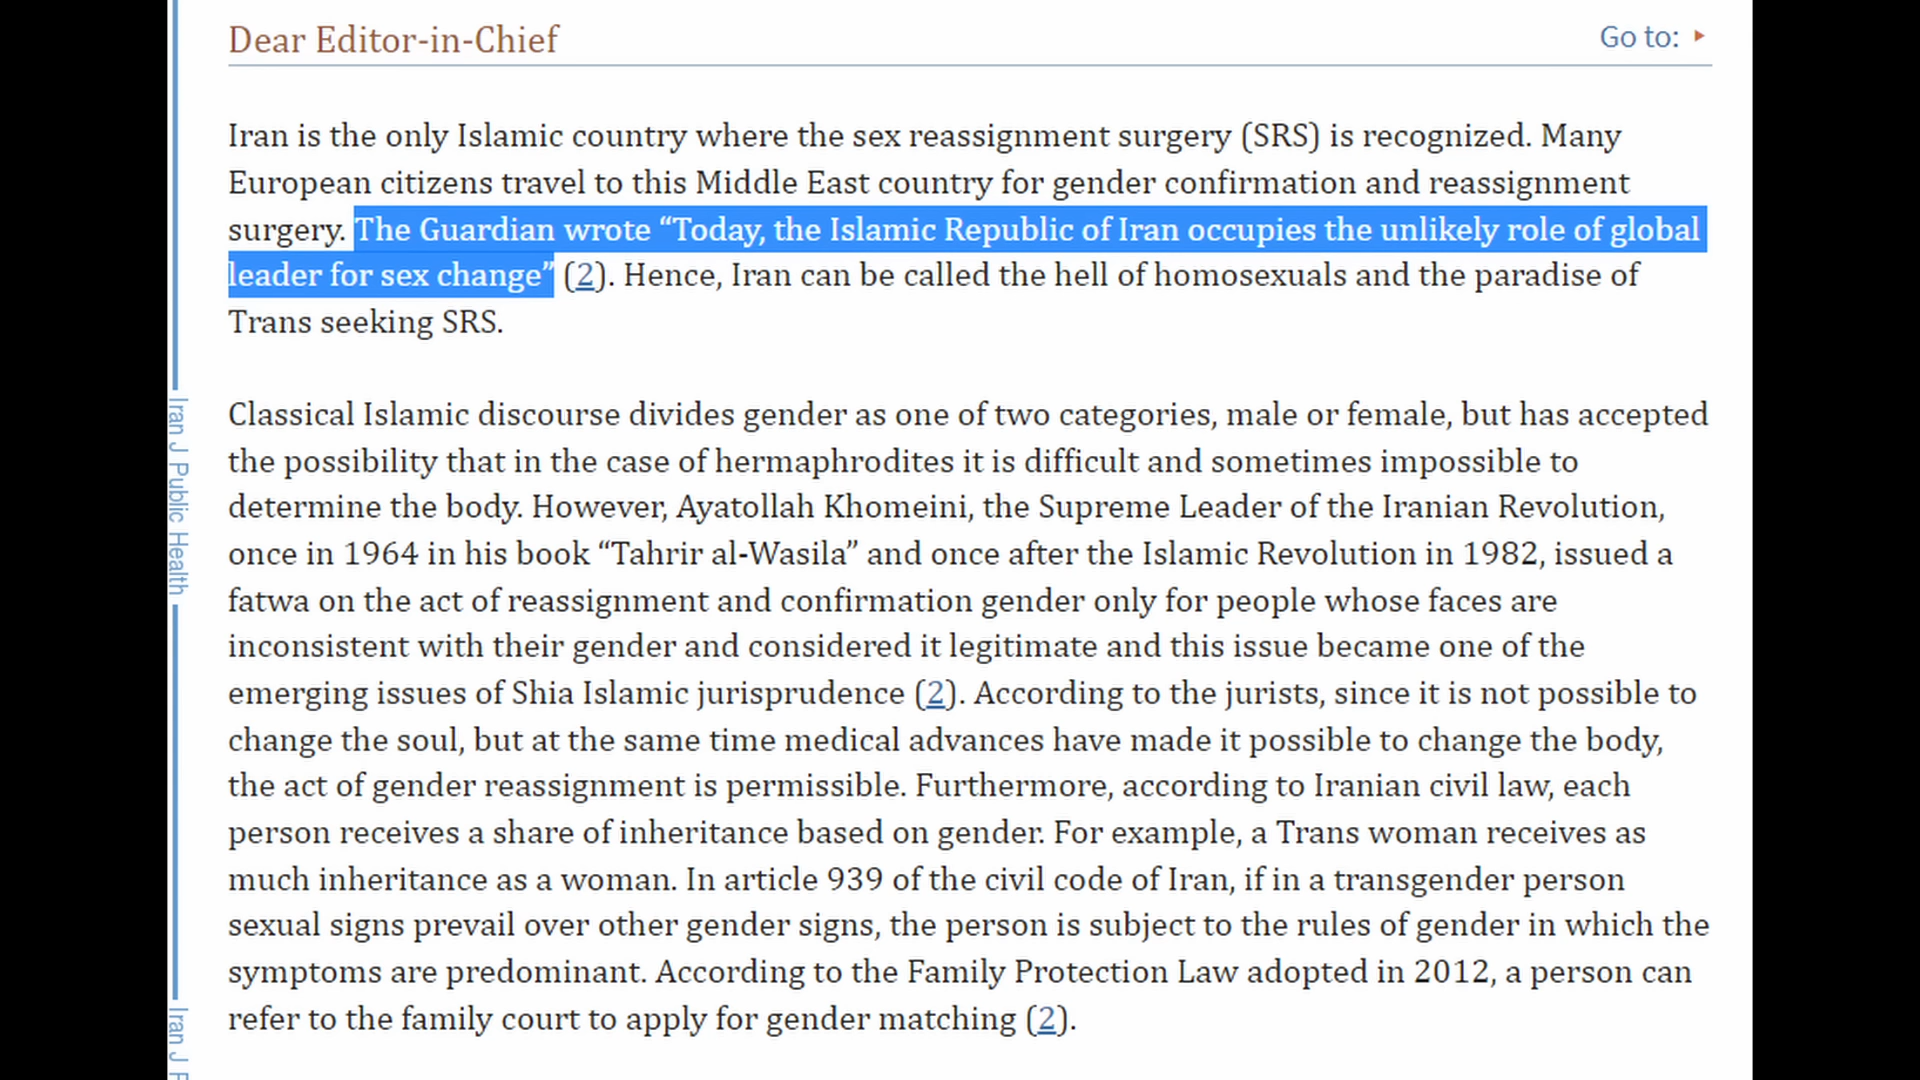 Dear Editor-in-Chief
Go to:
Iran is the only Islamic country where the sex reassignment surgery (SRS) is recognized. Many
European citizens travel to this Middle East country for gender confirmation and reassignment
surgery. The Guardian wrote “Today, the Islamic Republic of Iran occupies the unlikely role of global
leader for sex change” (2). Hence, Iran can be called the hell of homosexuals and the paradise of
Trans seeking SRS.
Classical Islamic discourse divides gender as one of two categories, male or female, but has accepted
the possibility that in the case of hermaphrodites it is difficult and sometimes impossible to
determine the body. However, Ayatollah Khomeini, the Supreme Leader of the Iranian Revolution,
once in 1964 in his book “Tahrir al-Wasila” and once after the Islamic Revolution in 1982, issued a
fatwa on the act of reassignment and confirmation gender only for people whose faces are
inconsistent with their gender and considered it legitimate and this issue became one of the
emerging issues of Shia Islamic jurisprudence (2). According to the jurists, since it is not possible to
change the soul, but at the same time medical advances have made it possible to change the body,
the act of gender reassignment is permissible. Furthermore, according to Iranian civil law, each
person receives a share of inheritance based on gender. For example, a Trans woman receives as
much inheritance as a woman. In article 939 of the civil code of Iran, if in a transgender person
sexual signs prevail over other gender signs, the person is subject to the rules of gender in which the
symptoms are predominant. According to the Family Protection Law adopted in 2012, a person can
refer to the family court to apply for gender matching (2).
Iran J Public Health
Iran J